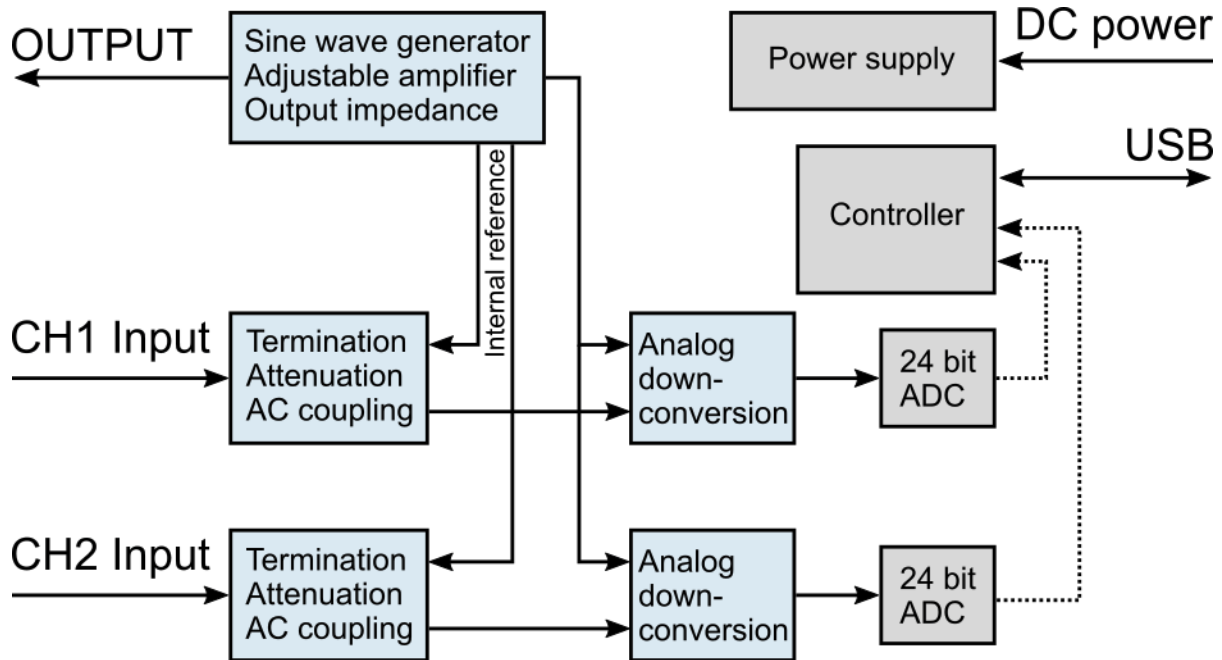 OUTPUT
Sine wave generator
Adjustable amplifier
Output impedance
DC power
Power supply
USB
Controller
Internal reference
CH1 Input
Termination
Attenuation
AC coupling
Analog
down-
conversion
24 bit
ADC
CH2 Input
Termination
Attenuation
AC coupling
Analog
down-
conversion
24 bit
ADC